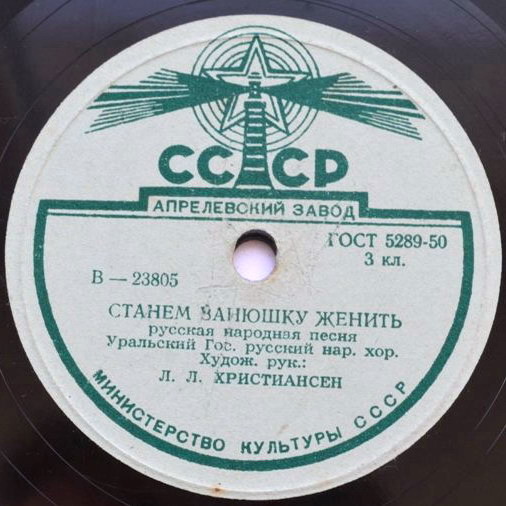 СССР
АПРЕЛЕВСКИЙ ЗАВОД
ГОСТ 5289-50
3 кл.
В — 23805
СТАНЕМ ВАНЮШКУ ЖЕНИТЬ
русская народная песня
Уральский Гос. русский нар. хор.
Худож. рук.:
Л. Л. ХРИСТИАНСЕН
МИНИСТЕРСТВО КУЛЬТУРЫ СССР